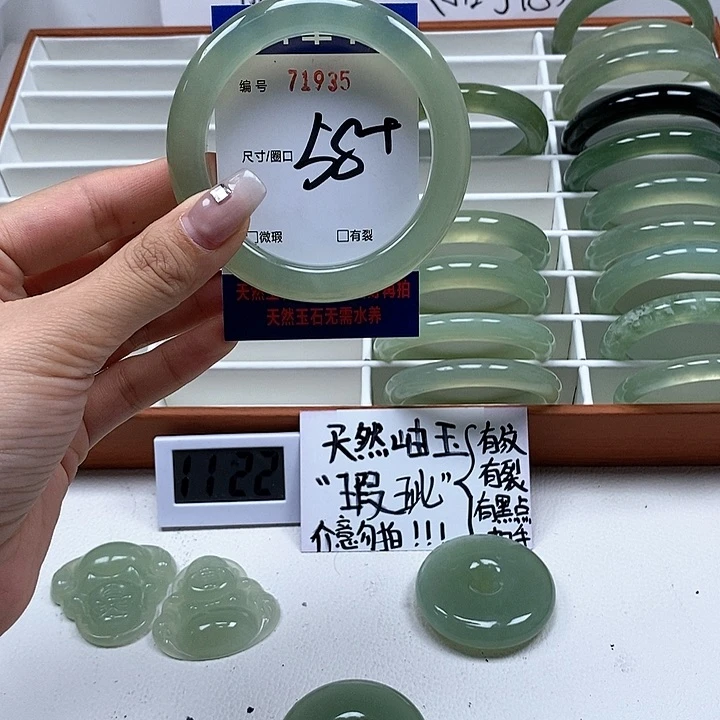 编号 71935
尺寸/圈口 58+
□微瑕 □有裂
天然玉石无需水养
11:22
天然岫玉
“瑕玼”
介意勿拍!!!
有纹
有裂
有黑点